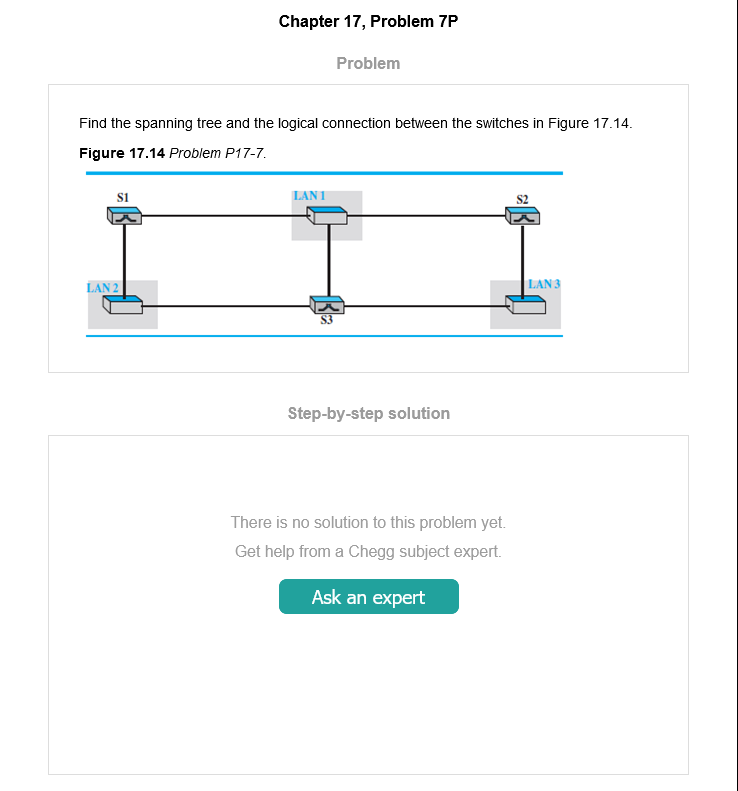 Chapter 17, Problem 7P
Problem
Find the spanning tree and the logical connection between the switches in Figure 17.14.
Figure 17.14 Problem P17-7.
S1
LAN 1
S2
LAN 2
LAN 3
S3
Step-by-step solution
There is no solution to this problem yet.
Get help from a Chegg subject expert.
Ask an expert